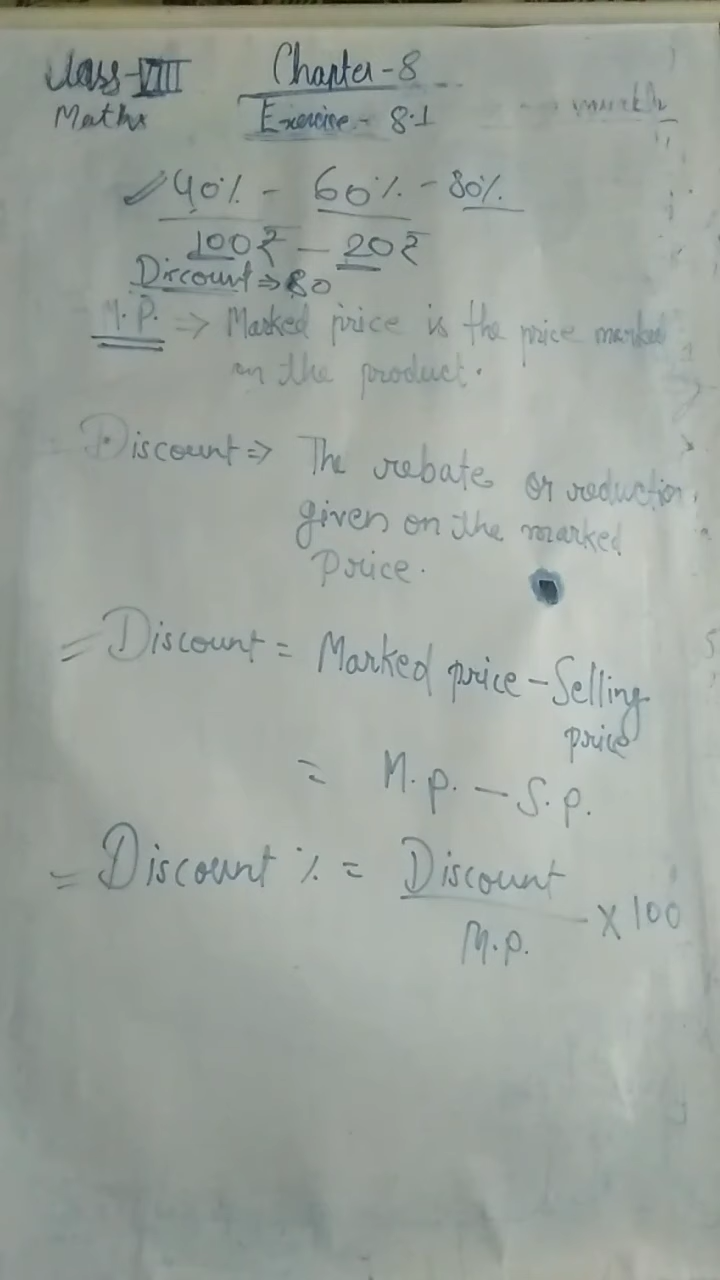 Class-VIII Chapter-8
Maths Exercise - 8.1
40% - 60% - 80%
100₹ - 20₹
Discount ⇒ 80
M.P. ⇒ Marked price is the price marked
on the product.
Discount ⇒ The rebate or reduction
given on the marked
Price.
= Discount = Marked price - Selling
price
= M.p. - S.p.
= Discount % = Discount
M.p. × 100